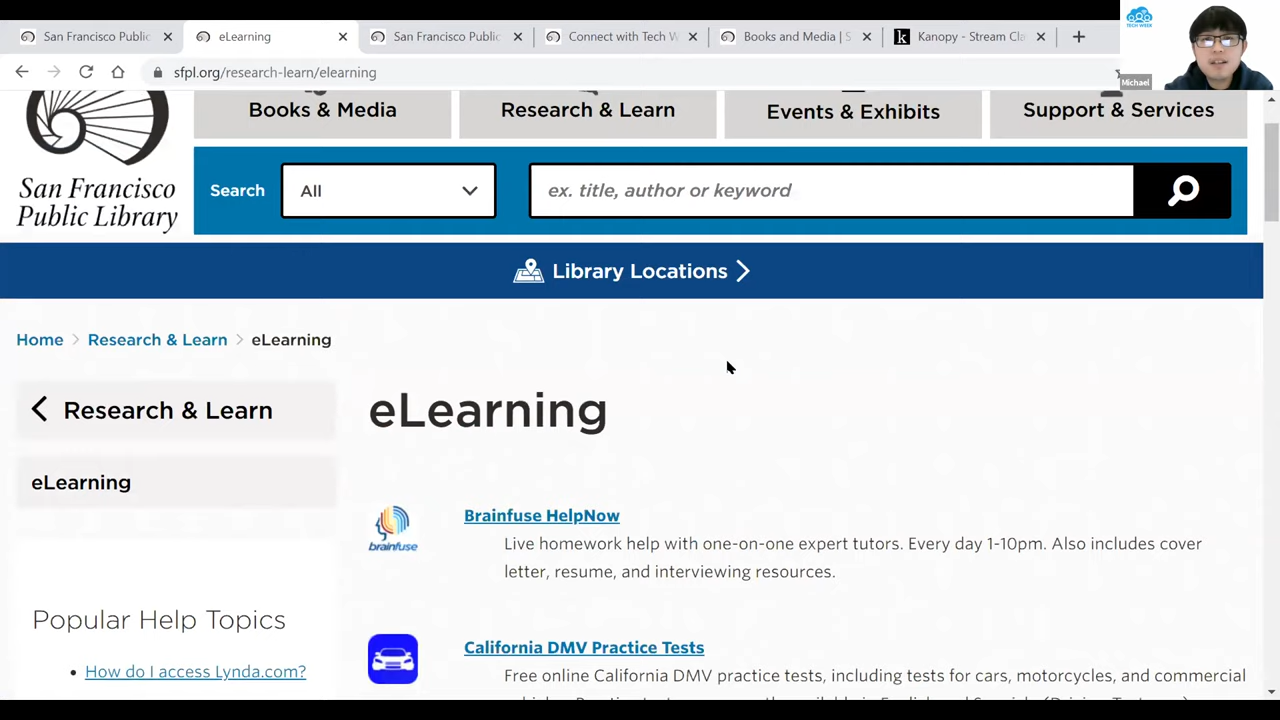 San Francisco Public
eLearning
San Francisco Public
Connect with Tech W
Books and Media | S
Kanopy - Stream Cla
TECH WEEK
Michael
sfpl.org/research-learn/elearning
Books & Media
Research & Learn
Events & Exhibits
Support & Services
San Francisco
Public Library
Search
All
ex. title, author or keyword
Library Locations
Home
Research & Learn
eLearning
Research & Learn
eLearning
eLearning
Popular Help Topics
• How do I access Lynda.com?
brainfuse
Brainfuse HelpNow
Live homework help with one-on-one expert tutors. Every day 1-10pm. Also includes cover
letter, resume, and interviewing resources.
California DMV Practice Tests
Free online California DMV practice tests, including tests for cars, motorcycles, and commercial